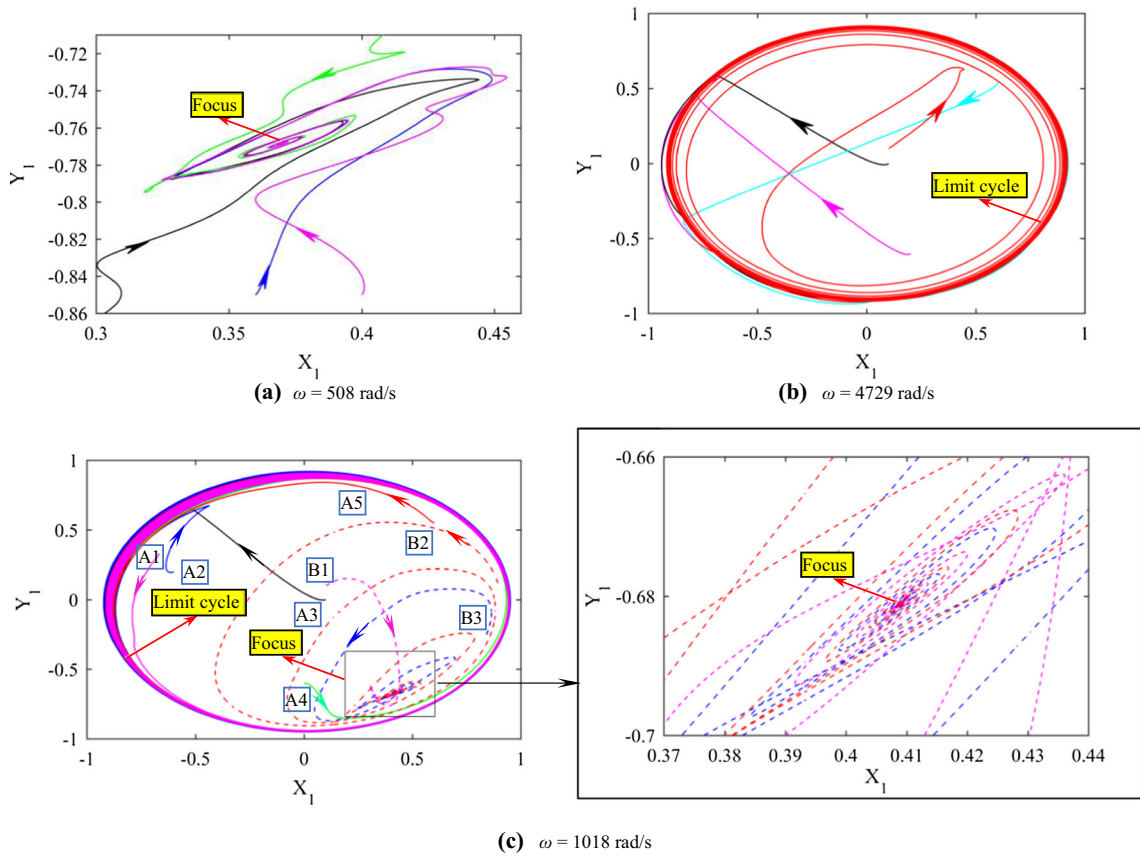 -0.72
-0.74
-0.76
-0.78
-0.8
-0.82
-0.84
-0.86
0.3
0.35
0.4
0.45
Y1
X1
Focus
(a) ω = 508 rad/s
1
0.5
0
-0.5
-1
-1
-0.5
0
0.5
1
Y1
X1
Limit cycle
(b) ω = 4729 rad/s
1
0.5
0
-0.5
-1
-1
-0.5
0
0.5
1
Y1
X1
A5
B2
A1
A2
B1
Limit cycle
A3
B3
Focus
A4
-0.66
-0.68
-0.7
0.37
0.38
0.39
0.4
0.41
0.42
0.43
0.44
Y1
X1
Focus
(c) ω = 1018 rad/s